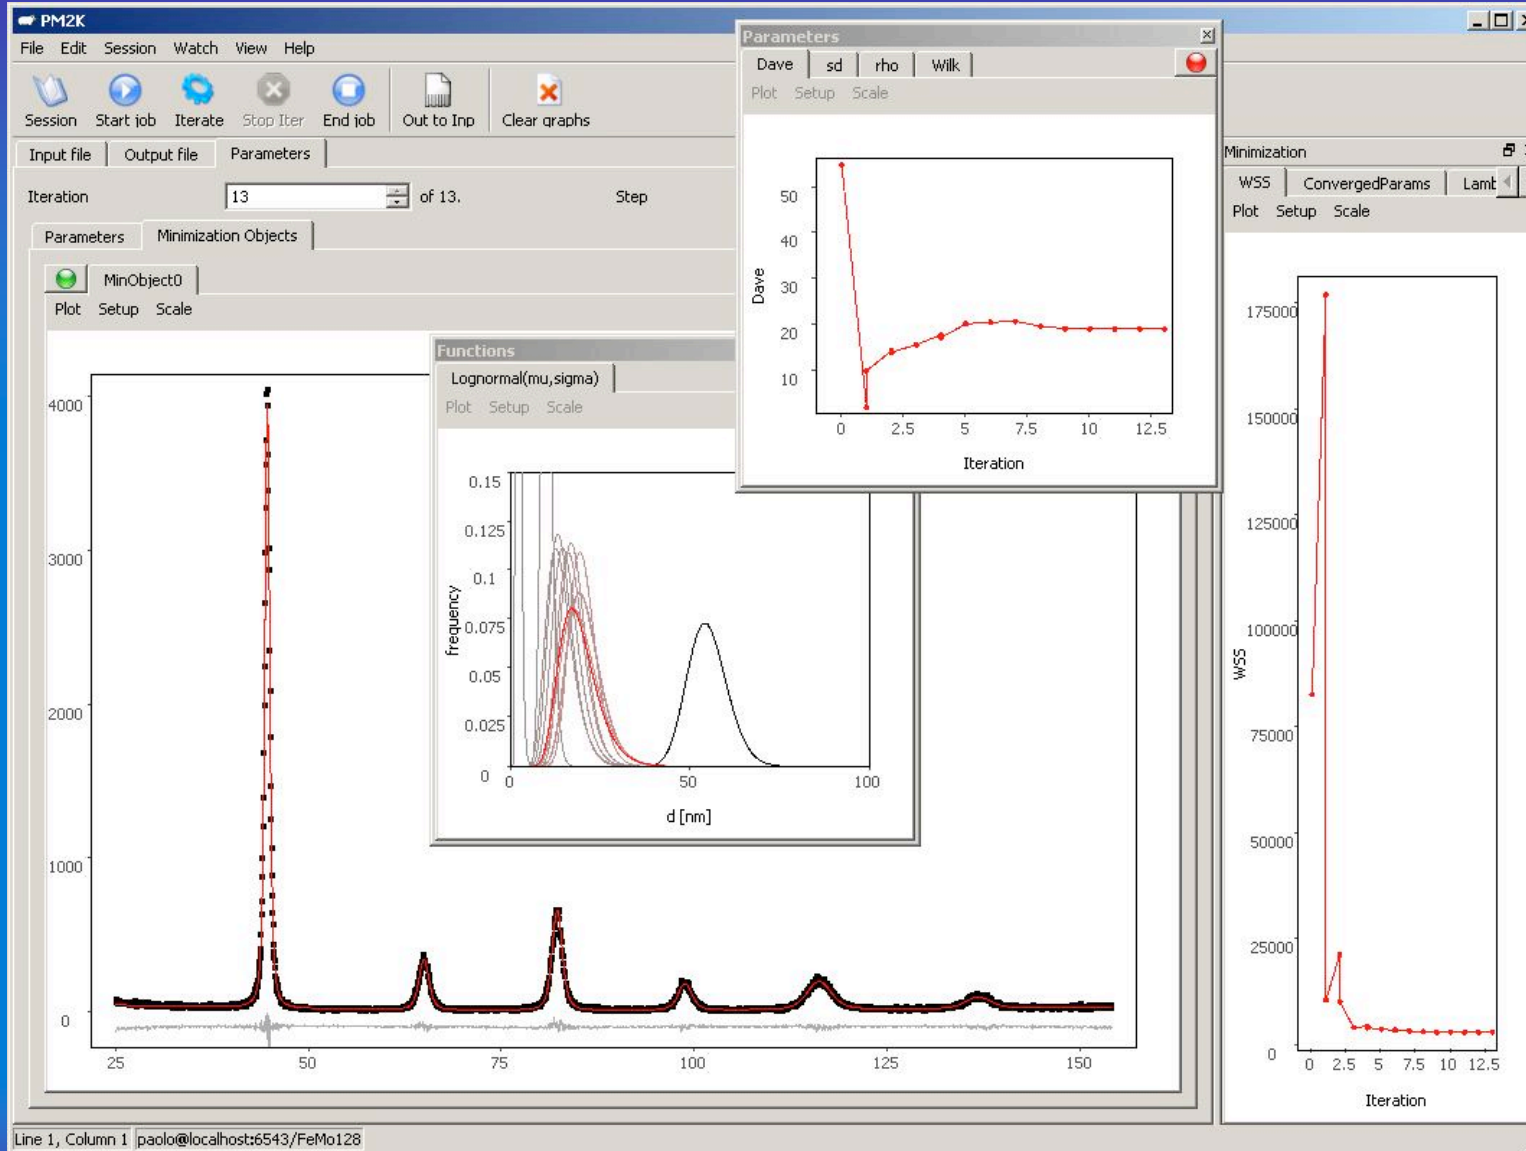 PM2K
File Edit Session Watch View Help
Session Start job Iterate Stop Iter End job Out to Inp Clear graphs
Input file Output file Parameters
Iteration 13 of 13. Step
Parameters Minimization Objects
MinObject0
Plot Setup Scale
4000
3000
2000
1000
0
25 50 75 100 125 150
Functions
Lognormal(mu,sigma)
Plot Setup Scale
0.15
0.125
0.1
0.075
0.05
0.025
0
frequency
0 50 100
d [nm]
Parameters
Dave sd rho Wilk
Plot Setup Scale
50
40
30
20
10
Dave
0 2.5 5 7.5 10 12.5
Iteration
Minimization
WSS ConvergedParams Lamb
Plot Setup Scale
175000
150000
125000
100000
75000
50000
25000
0
WSS
0 2.5 5 7.5 10 12.5
Iteration
Line 1, Column 1 paolo@localhost:6543/FeMo128